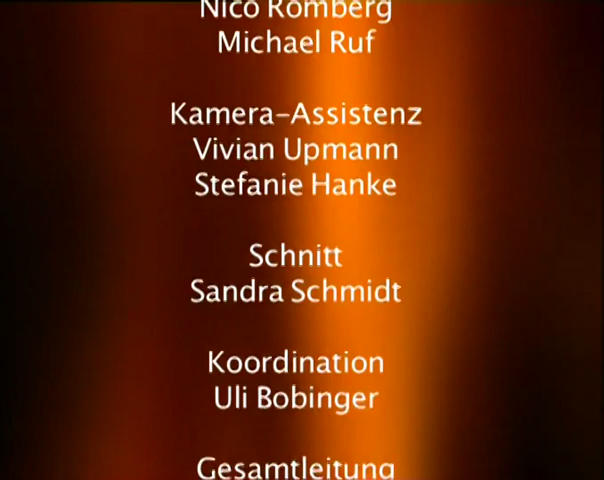 Nico Romberg
Michael Ruf
Kamera-Assistenz
Vivian Upmann
Stefanie Hanke
Schnitt
Sandra Schmidt
Koordination
Uli Bobinger
Gesamtleitung